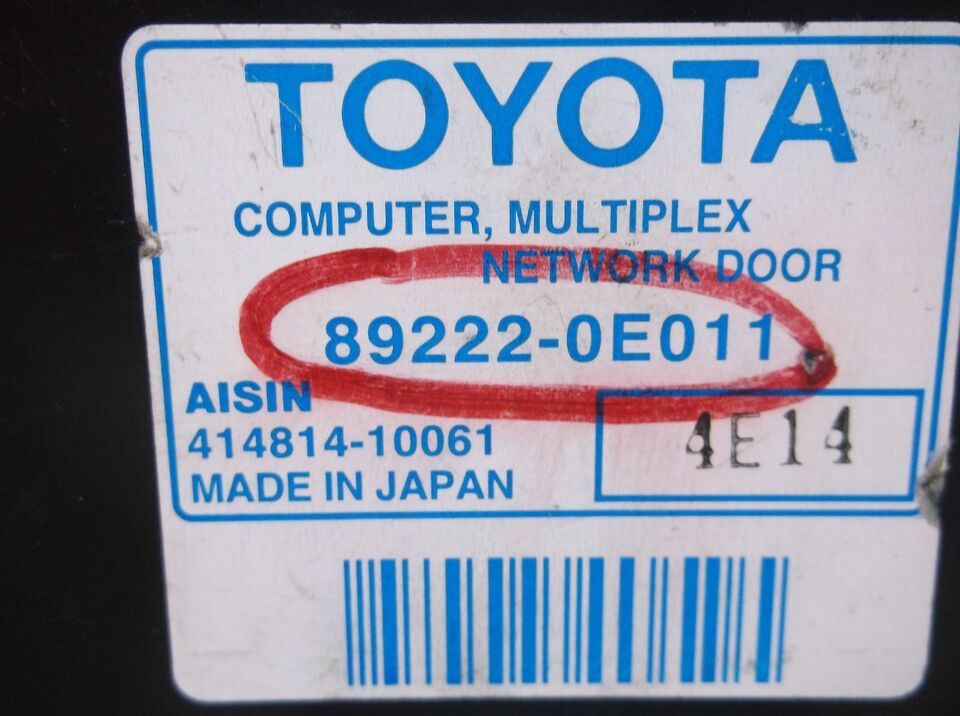 TOYOTA
COMPUTER, MULTIPLEX
NETWORK DOOR
89222-0E011
AISIN
414814-10061
MADE IN JAPAN
4E14